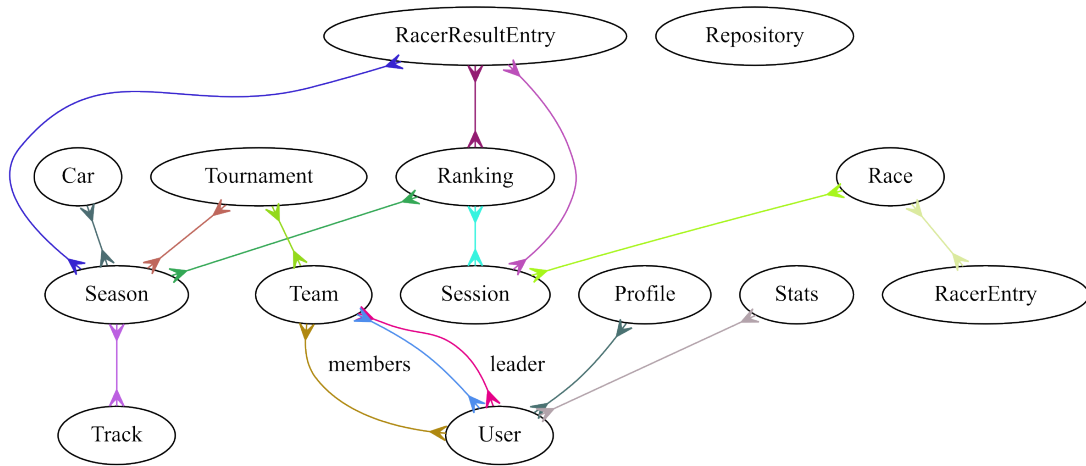 RacerResultEntry
Repository
Car
Tournament
Ranking
Race
Season
Team
Session
Profile
Stats
RacerEntry
members
leader
Track
User